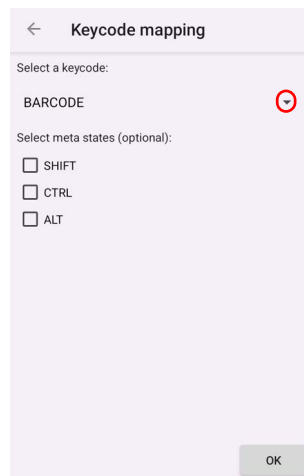 Keycode mapping
Select a keycode:
BARCODE
Select meta states (optional):
SHIFT
CTRL
ALT
OK